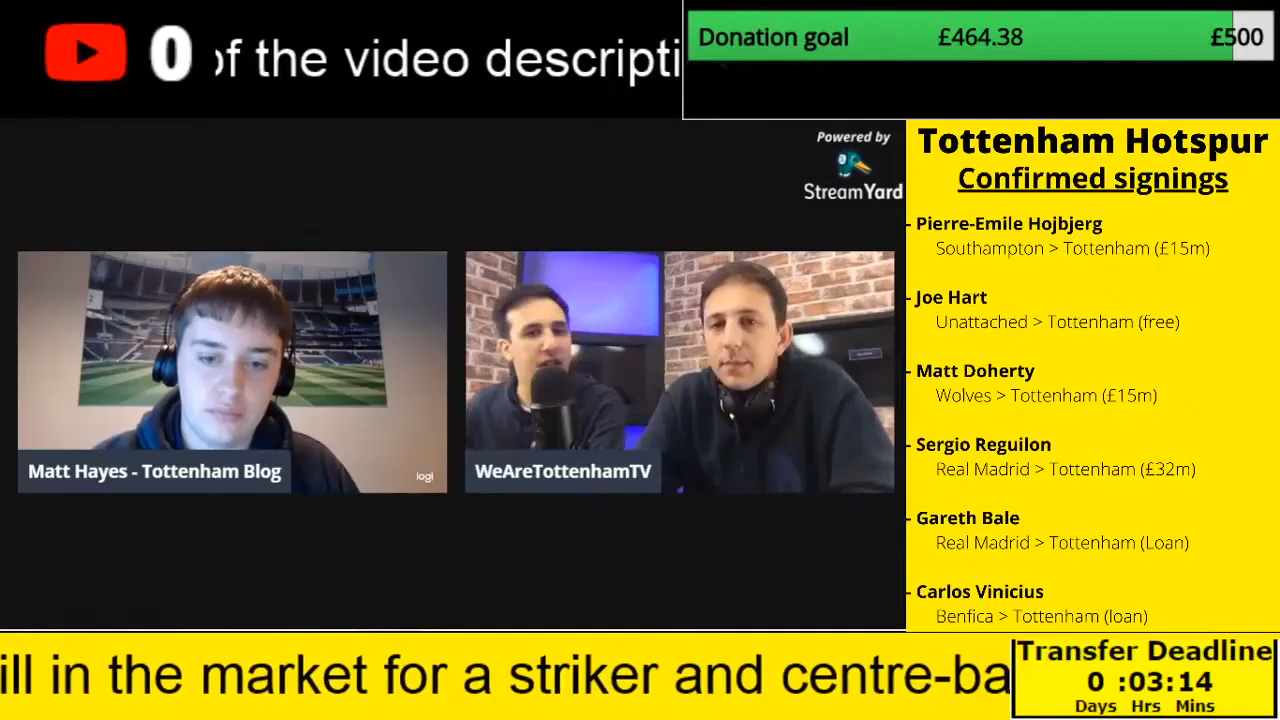 0 of the video descripti
Donation goal £464.38 £500
Powered by
StreamYard
Tottenham Hotspur
Confirmed signings
- Pierre-Emile Hojbjerg
Southampton > Tottenham (£15m)
- Joe Hart
Unattached > Tottenham (free)
- Matt Doherty
Wolves > Tottenham (£15m)
- Sergio Reguilon
Real Madrid > Tottenham (£32m)
- Gareth Bale
Real Madrid > Tottenham (Loan)
- Carlos Vinicius
Benfica > Tottenham (loan)
Matt Hayes - Tottenham Blog
logi
WeAreTottenhamTV
ill in the market for a striker and centre-ba
Transfer Deadline
0 :03:14
Days Hrs Mins